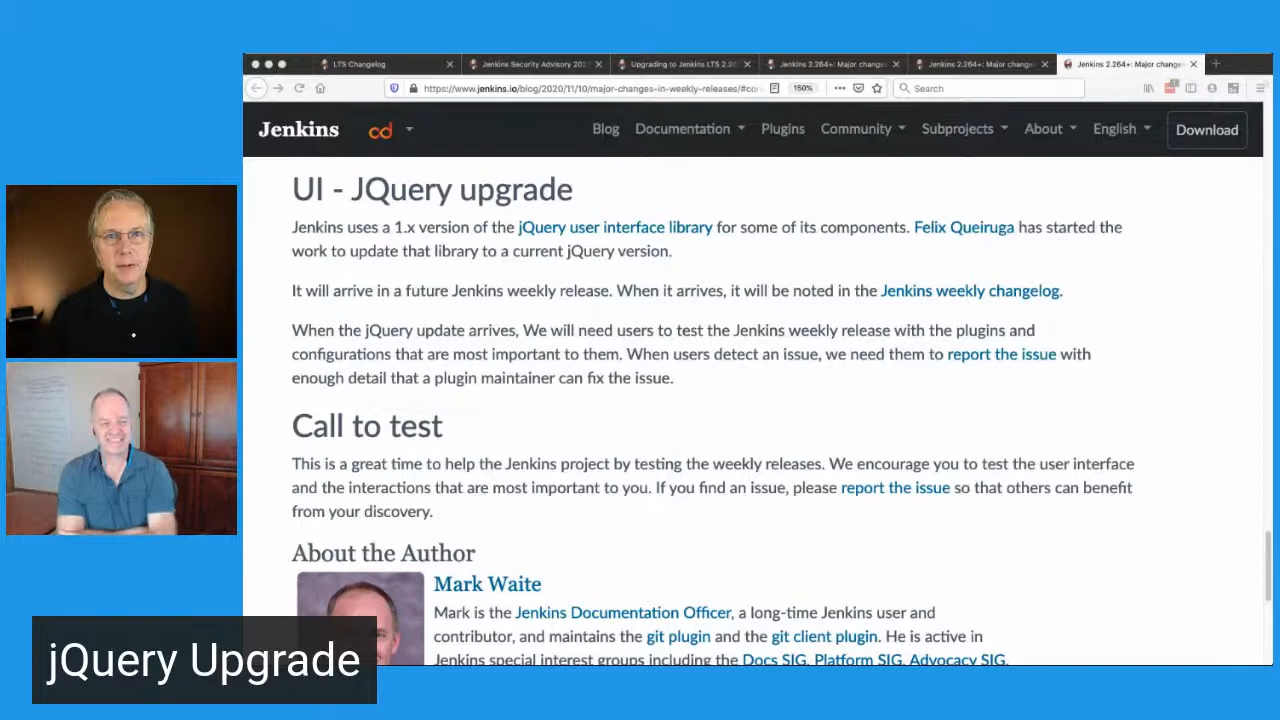 LTS Changelog
Jenkins Security Advisory 202
Upgrading to Jenkins LTS 2.20
Jenkins 2.264+: Major change
Jenkins 2.264+: Major change
Jenkins 2.264+: Major change
https://www.jenkins.io/blog/2020/11/10/major-changes-in-weekly-releases/#co
150%
Search
Jenkins
cd
Blog
Documentation
Plugins
Community
Subprojects
About
English
Download
UI - JQuery upgrade
Jenkins uses a 1.x version of the jQuery user interface library for some of its components. Felix Queiruga has started the
work to update that library to a current jQuery version.
It will arrive in a future Jenkins weekly release. When it arrives, it will be noted in the Jenkins weekly changelog.
When the jQuery update arrives, We will need users to test the Jenkins weekly release with the plugins and
configurations that are most important to them. When users detect an issue, we need them to report the issue with
enough detail that a plugin maintainer can fix the issue.
Call to test
This is a great time to help the Jenkins project by testing the weekly releases. We encourage you to test the user interface
and the interactions that are most important to you. If you find an issue, please report the issue so that others can benefit
from your discovery.
About the Author
Mark Waite
Mark is the Jenkins Documentation Officer, a long-time Jenkins user and
contributor, and maintains the git plugin and the git client plugin. He is active in
Jenkins special interest groups including the Docs SIG, Platform SIG, Advocacy SIG,
jQuery Upgrade